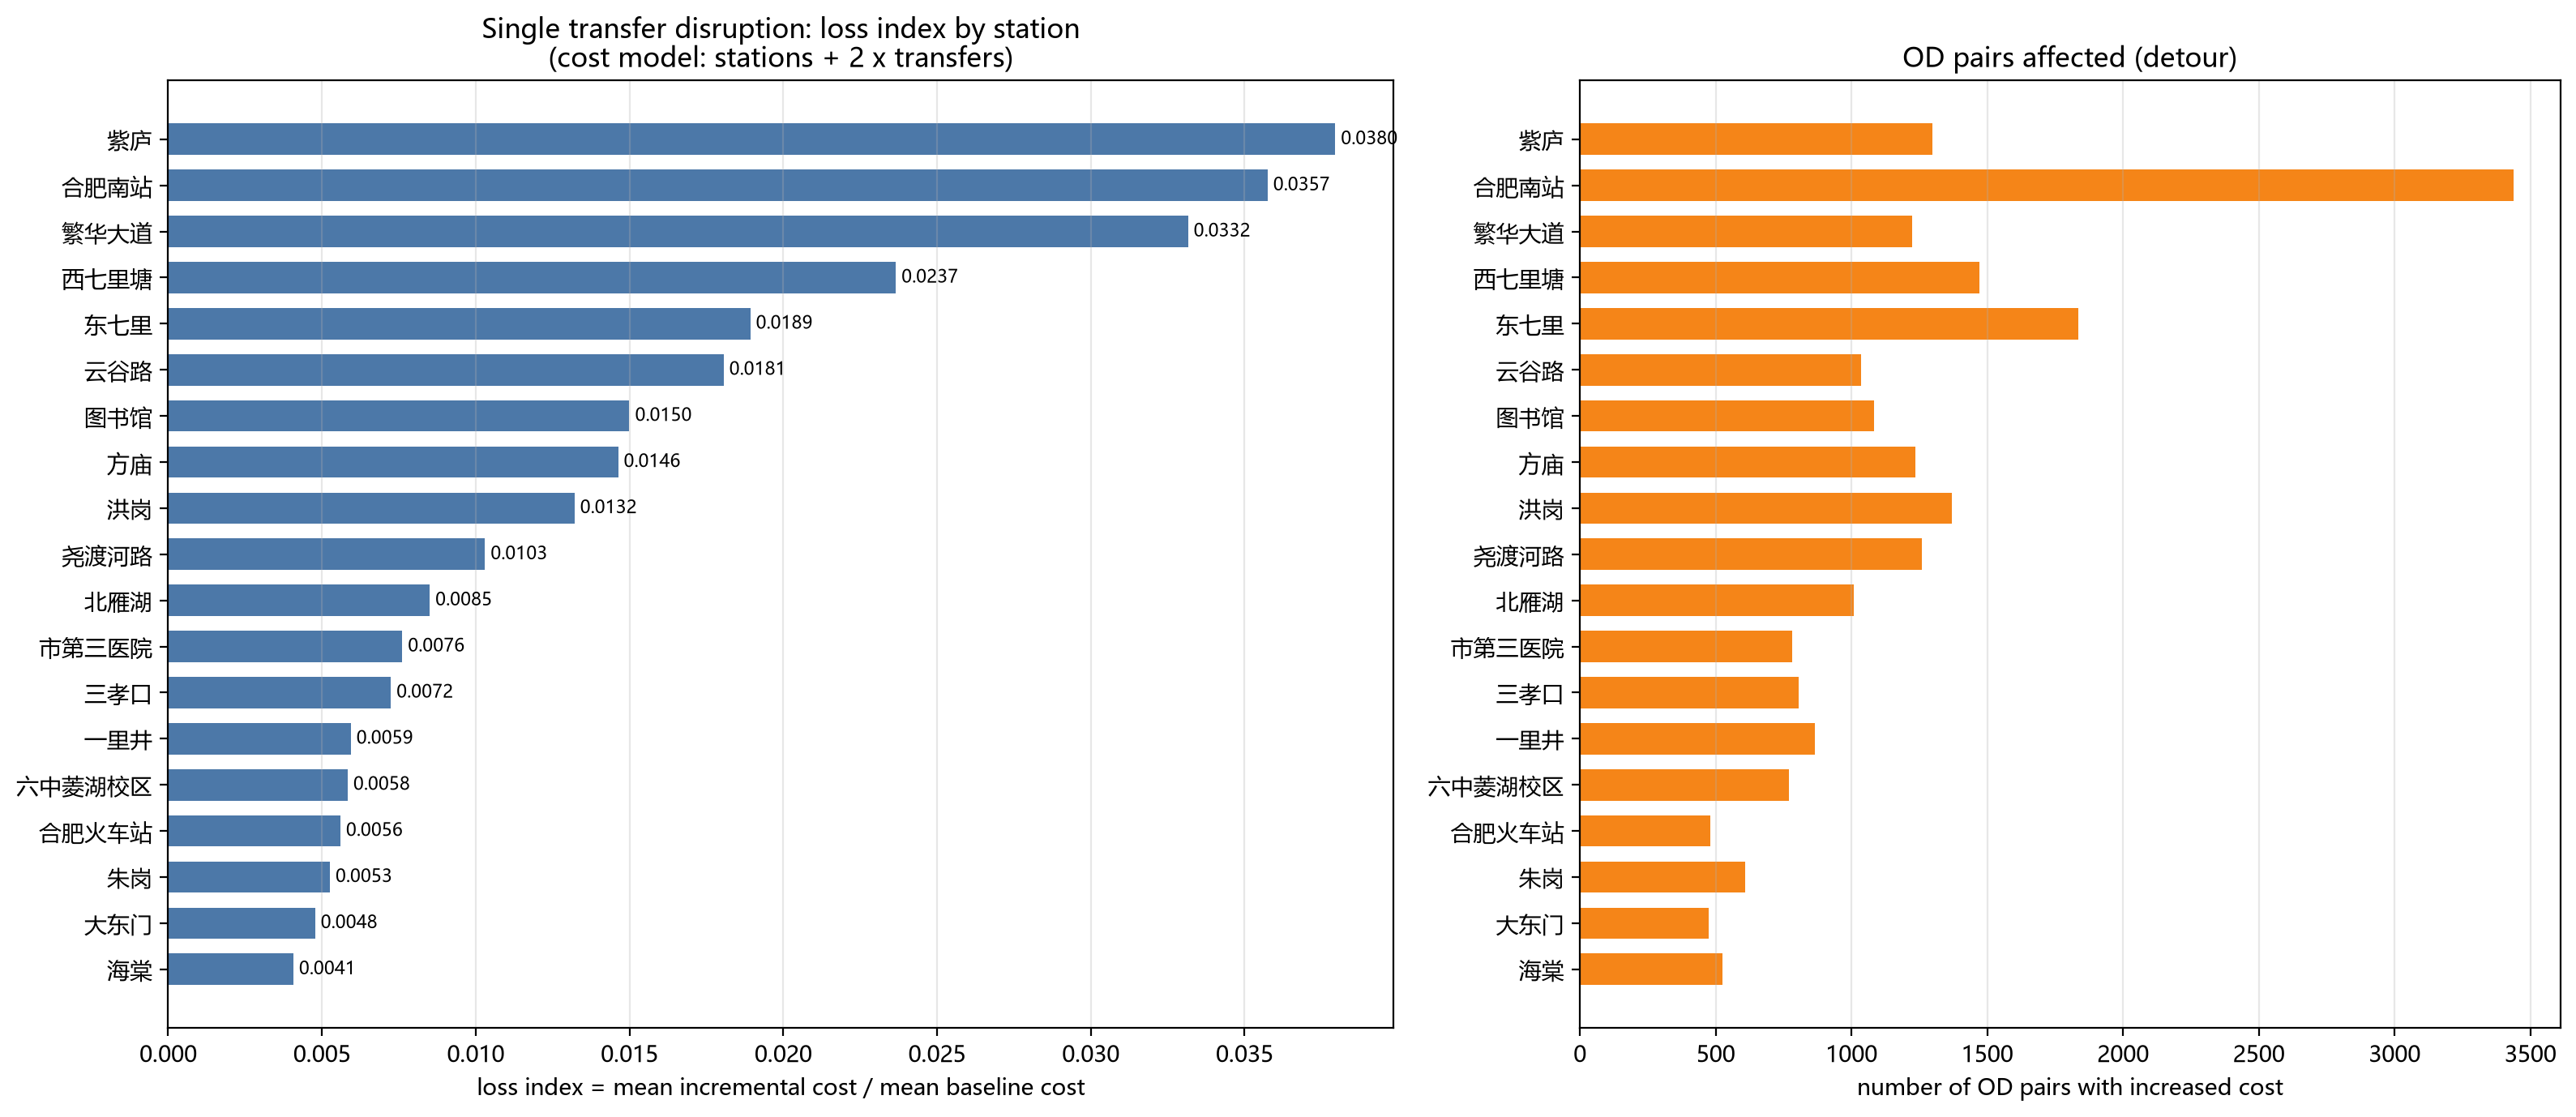 Single transfer disruption: loss index by station
(cost model: stations + 2 x transfers)
紫庐
0.0380
合肥南站
0.0357
繁华大道
0.0332
西七里塘
0.0237
东七里
0.0189
云谷路
0.0181
图书馆
0.0150
方庙
0.0146
洪岗
0.0132
尧渡河路
0.0103
北雁湖
0.0085
市第三医院
0.0076
三孝口
0.0072
一里井
0.0059
六中菱湖校区
0.0058
合肥火车站
0.0056
朱岗
0.0053
大东门
0.0048
海棠
0.0041
0.000 0.005 0.010 0.015 0.020 0.025 0.030 0.035
loss index = mean incremental cost / mean baseline cost
OD pairs affected (detour)
紫庐
合肥南站
繁华大道
西七里塘
东七里
云谷路
图书馆
方庙
洪岗
尧渡河路
北雁湖
市第三医院
三孝口
一里井
六中菱湖校区
合肥火车站
朱岗
大东门
海棠
0 500 1000 1500 2000 2500 3000 3500
number of OD pairs with increased cost